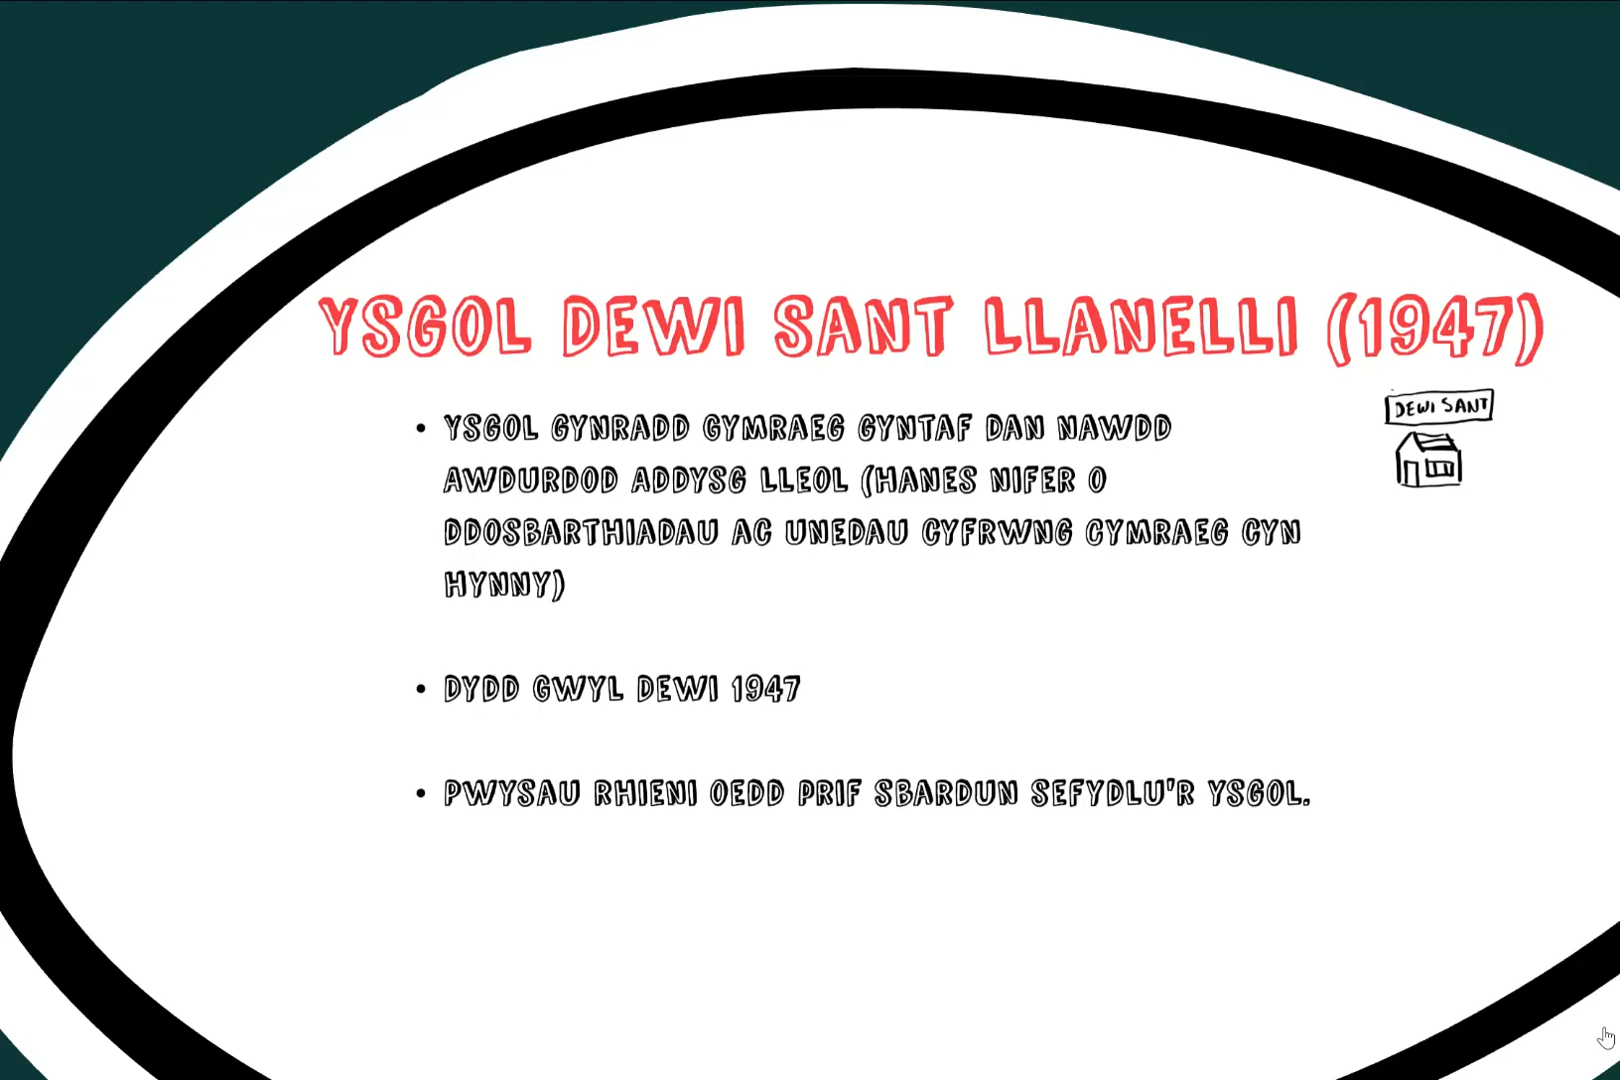 YSGOL DEWI SANT LLANELLI (1947)
DEWI SANT
• YSGOL GYNRADD GYMRAEG GYNTAF DAN NAWDD
AWDURDOD ADDYSG LLEOL (HANES NIFER O
DDOSBARTHIADAU AC UNEDAU CYFRWNG CYMRAEG CYN
HYNNY)
• DYDD GWYL DEWI 1947
• PWYSAU RHIENI OEDD PRIF SBARDUN SEFYDLU'R YSGOL.